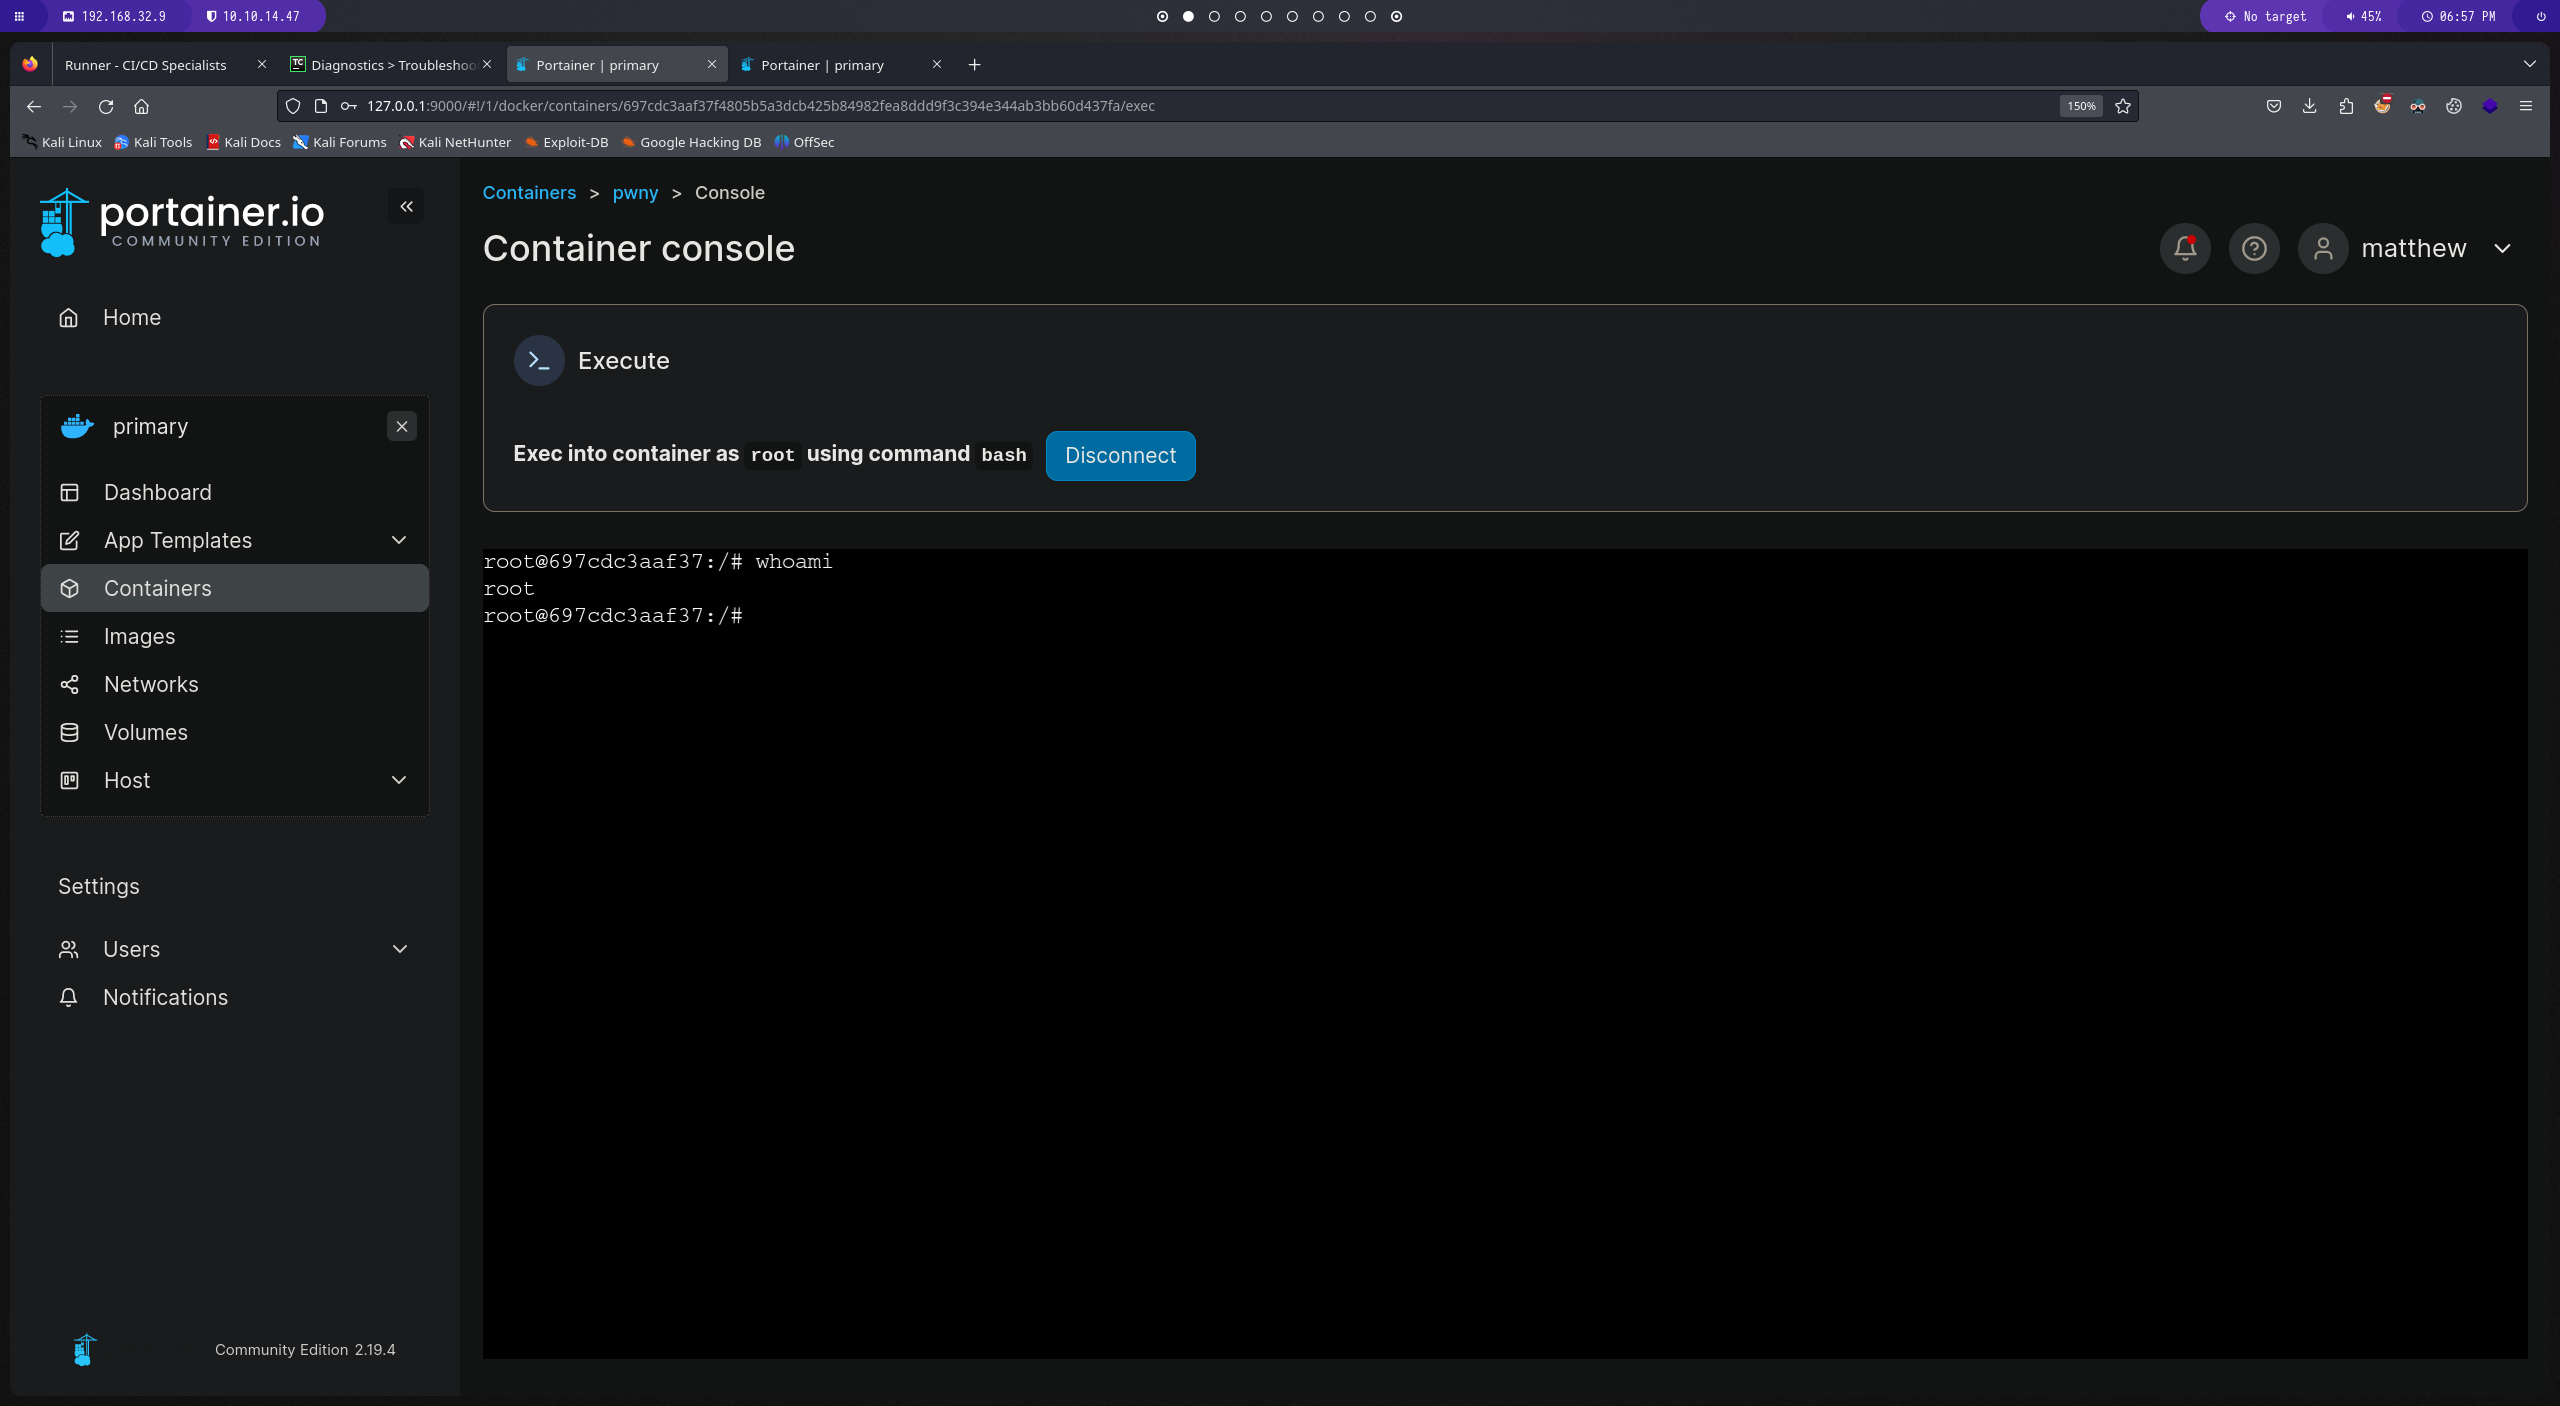 192.168.32.9 10.10.14.47 No target 45% 06:57 PM
Runner - CI/CD Specialists TC Diagnostics > Troubleshoo Portainer | primary Portainer | primary
127.0.0.1:9000/#!/1/docker/containers/697cdc3aaf37f4805b5a3dcb425b84982fea8ddd9f3c394e344ab3bb60d437fa/exec 150%
Kali Linux Kali Tools Kali Docs Kali Forums Kali NetHunter Exploit-DB Google Hacking DB OffSec
portainer.io
COMMUNITY EDITION
Home
primary
Dashboard
App Templates
Containers
Images
Networks
Volumes
Host
Settings
Users
Notifications
Community Edition 2.19.4
Containers > pwny > Console
Container console
matthew
Execute
Exec into container as root using command bash Disconnect
root@697cdc3aaf37:/# whoami
root
root@697cdc3aaf37:/#